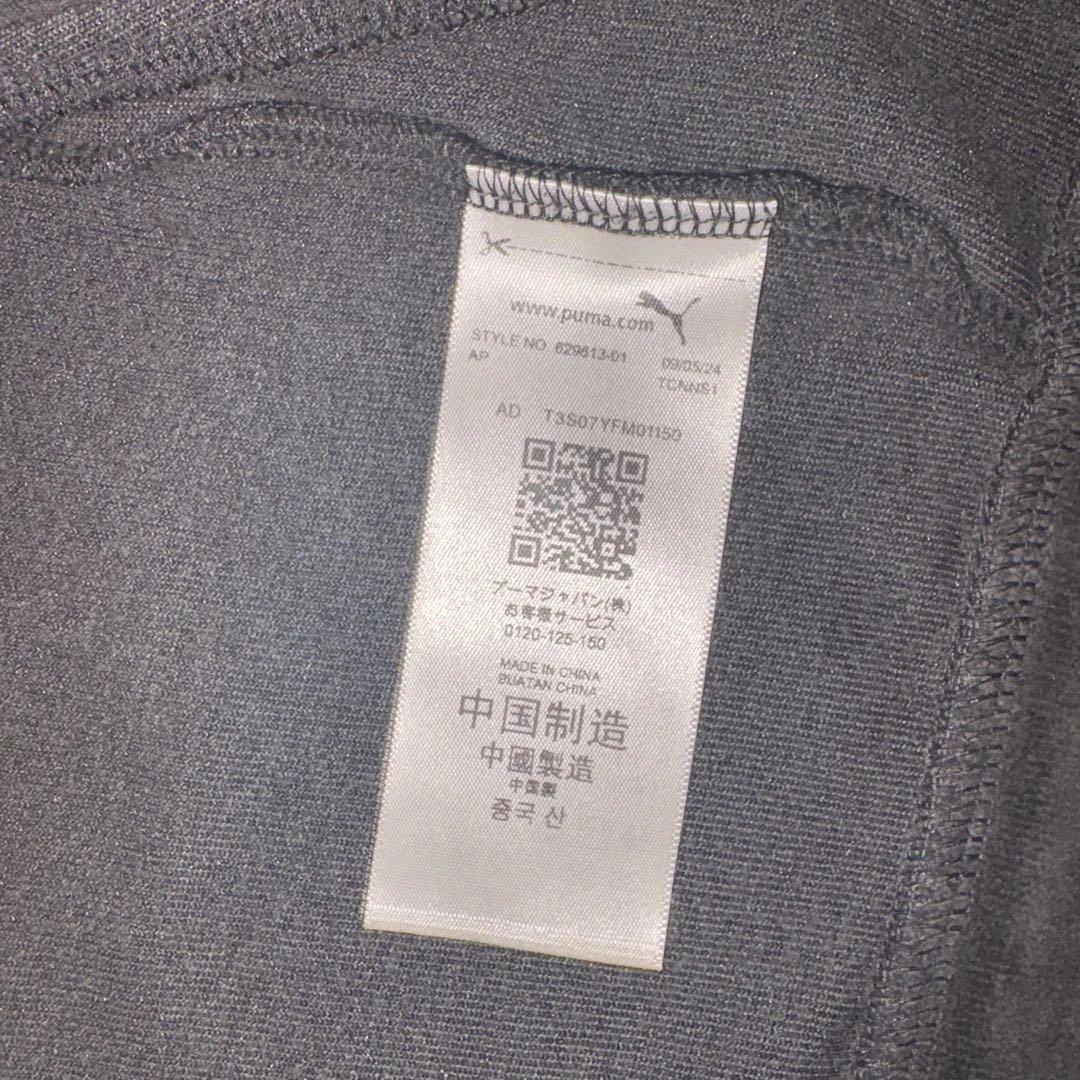 www.puma.com
STYLE NO. 629613-01 09/05/24
AP TCNNS1
AD T3S07YFM01150
プーマジャパン(株)
お客様サービス
0120-125-150
MADE IN CHINA
BUATAN CHINA
中国制造
中國製造
中国製
중국 산